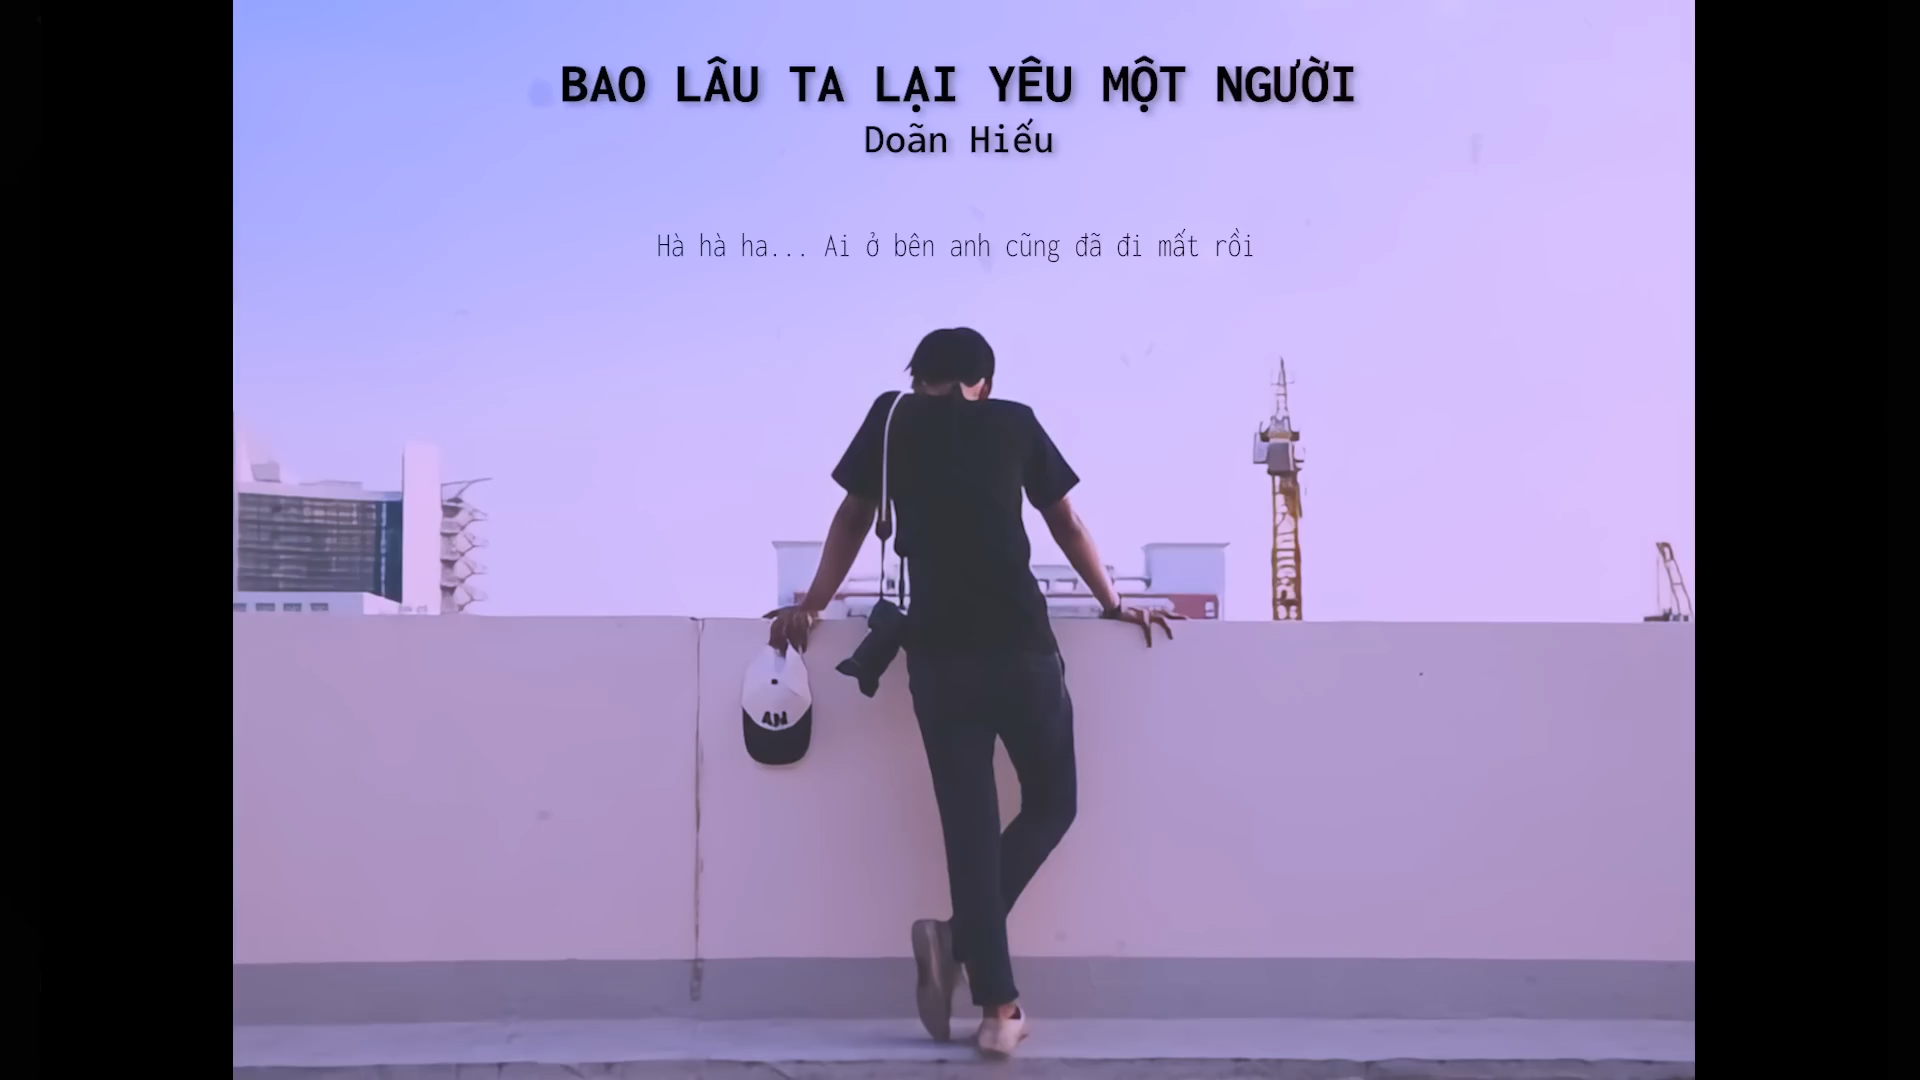 BAO LÂU TA LẠI YÊU MỘT NGƯỜI
Doãn Hiếu
Hà hà ha... Ai ở bên anh cũng đã đi mất rồi